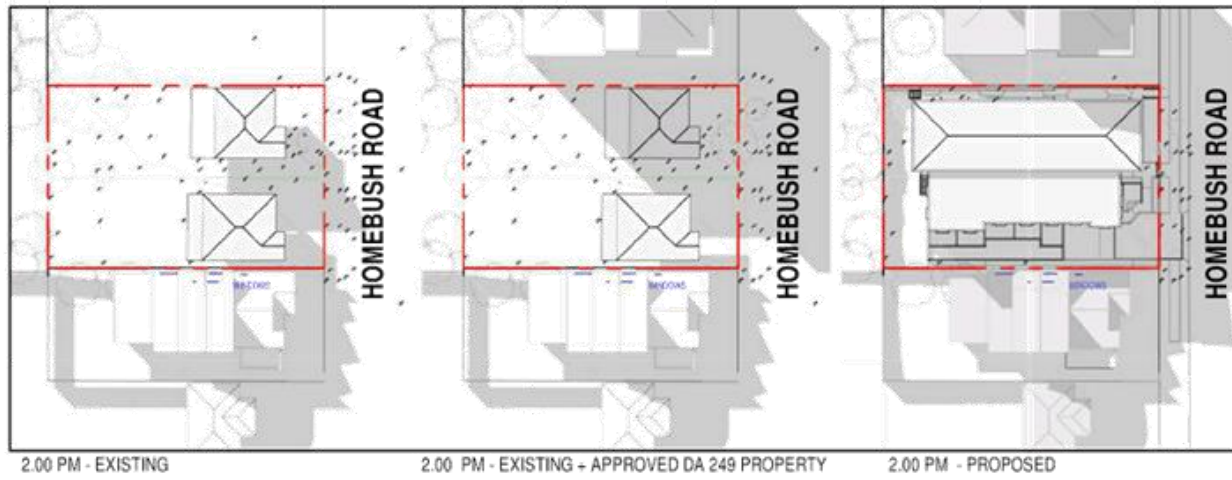 HOMEBUSH ROAD
WINDOWS
2.00 PM - EXISTING
HOMEBUSH ROAD
WINDOWS
2.00 PM - EXISTING + APPROVED DA 249 PROPERTY
HOMEBUSH ROAD
WINDOWS
2.00 PM - PROPOSED